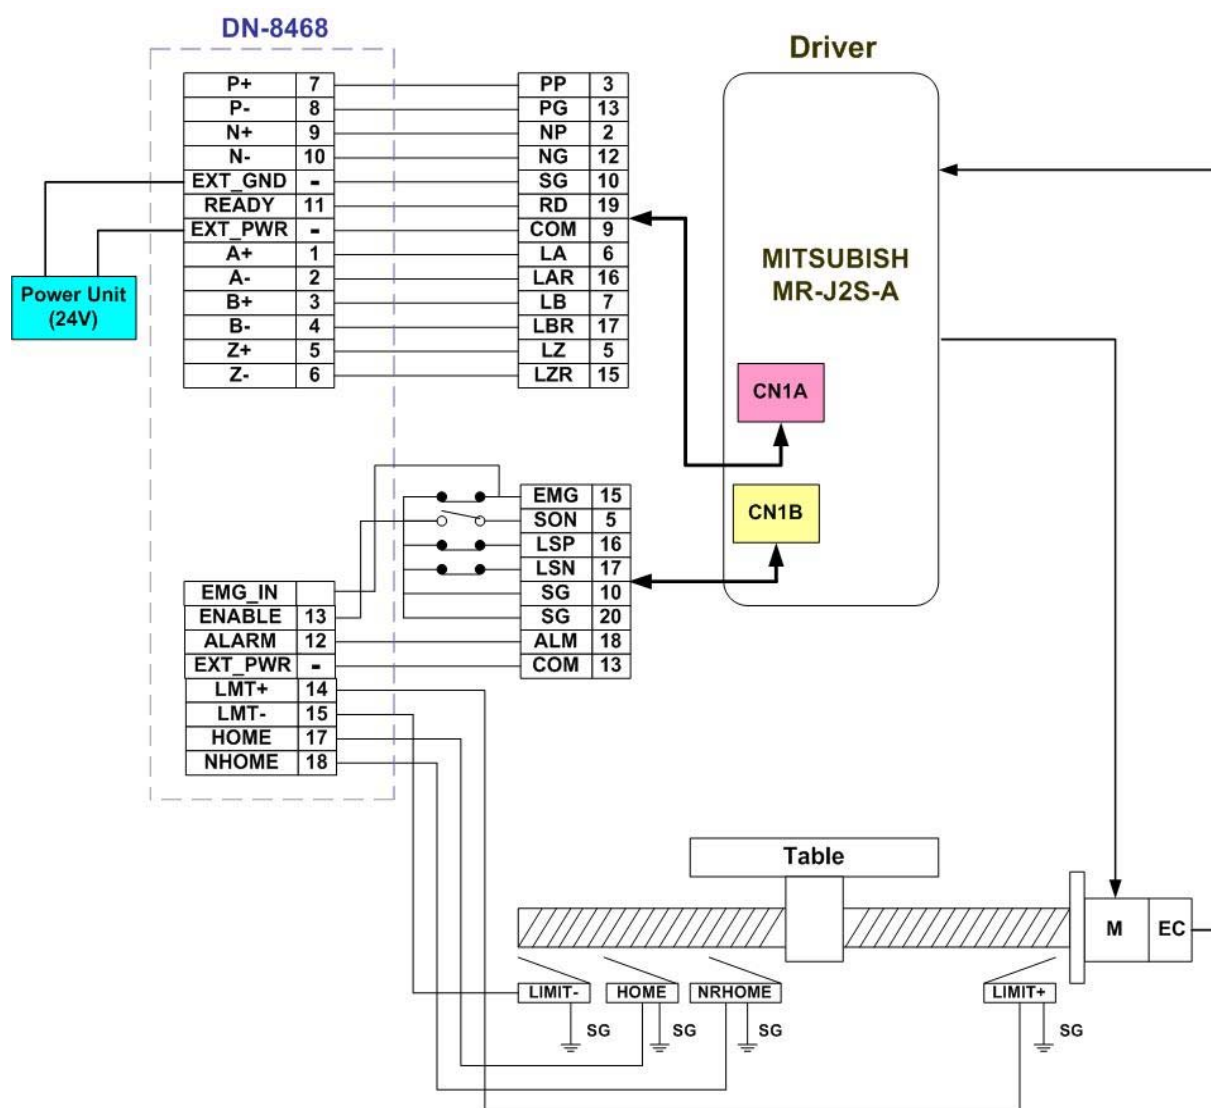 DN-8468
Driver
P+ 7 PP 3
P- 8 PG 13
N+ 9 NP 2
N- 10 NG 12
EXT_GND - SG 10
READY 11 RD 19
EXT_PWR - COM 9
A+ 1 LA 6
A- 2 LAR 16
B+ 3 LB 7
B- 4 LBR 17
Z+ 5 LZ 5
Z- 6 LZR 15
Power Unit
(24V)
MITSUBISH
MR-J2S-A
CN1A
CN1B
EMG 15
SON 5
LSP 16
LSN 17
SG 10
SG 20
ALM 18
COM 13
EMG_IN
ENABLE 13
ALARM 12
EXT_PWR -
LMT+ 14
LMT- 15
HOME 17
NHOME 18
Table
M EC
LIMIT- HOME NRHOME LIMIT+
SG SG SG SG